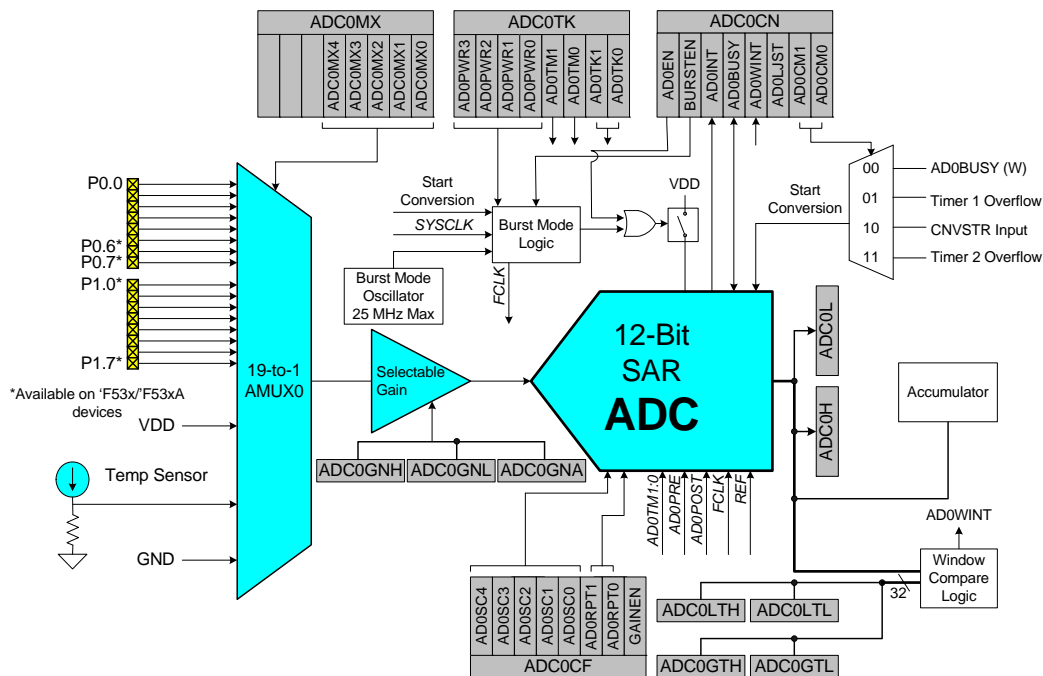 ADC0MX
ADC0MX4
ADC0MX3
ADC0MX2
ADC0MX1
ADC0MX0
ADC0TK
AD0PWR3
AD0PWR2
AD0PWR1
AD0PWR0
AD0TM1
AD0TM0
AD0TK1
AD0TK0
ADC0CN
AD0EN
BURSTEN
AD0INT
AD0BUSY
AD0WINT
AD0LJST
AD0CM1
AD0CM0
00
01
10
11
AD0BUSY (W)
Timer 1 Overflow
CNVSTR Input
Timer 2 Overflow
Start
Conversion
VDD
Start
Conversion
SYSCLK
Burst Mode
Logic
Burst Mode
Oscillator
25 MHz Max
FCLK
P0.0
P0.6*
P0.7*
P1.0*
P1.7*
*Available on ‘F53x/’F53xA
devices
VDD
Temp Sensor
GND
19-to-1
AMUX0
Selectable
Gain
ADC0GNH
ADC0GNL
ADC0GNA
12-Bit
SAR
ADC
ADC0L
ADC0H
Accumulator
AD0TM1:0
AD0PRE
AD0POST
FCLK
REF
AD0WINT
Window
Compare
Logic
32
ADC0LTH
ADC0LTL
ADC0GTH
ADC0GTL
AD0SC4
AD0SC3
AD0SC2
AD0SC1
AD0SC0
AD0RPT1
AD0RPT0
GAINEN
ADC0CF